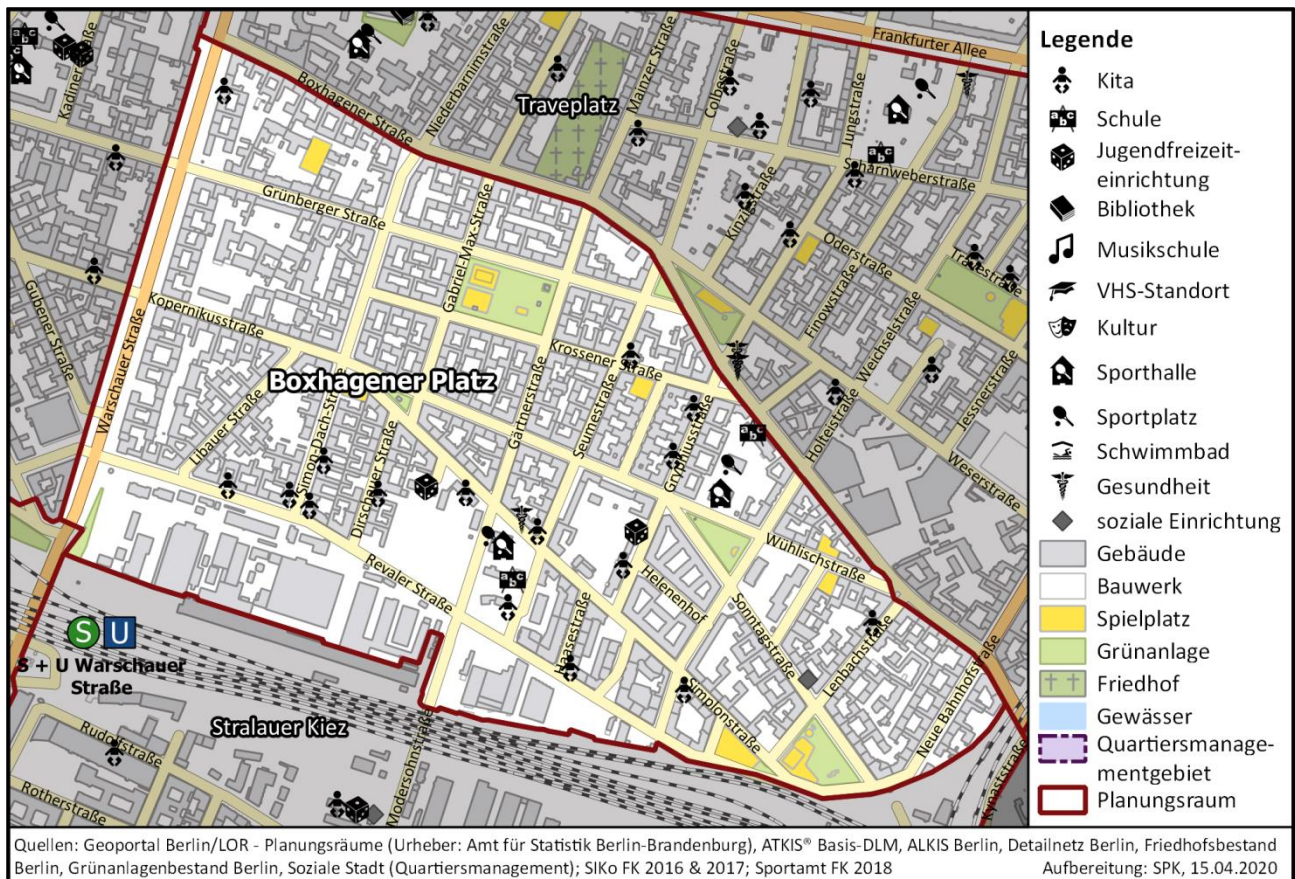 Frankfurter Allee
Kadiner Straße
Boxhagener Straße
Niederbarnimstraße
Traveplatz
Mainzer Straße
Colbestraße
Jungstraße
Scharnweberstraße
Grünberger Straße
Gabriel-Max-Straße
Kinzigstraße
Oderstraße
Travestraße
Gubener Straße
Kopernikusstraße
Warschauer Straße
Finowstraße
Weichselstraße
Krossener Straße
Boxhagener Platz
Gärtnerstraße
Seumestraße
Holteistraße
Jessnerstraße
Weserstraße
Libauer Straße
Simon-Dach-Straße
Dirschauer Straße
Gryphiusstraße
Wühlischstraße
Revaler Straße
Helenenhof
Sonntagstraße
Haasestraße
Simplonstraße
Lenbachstraße
Neue Bahnhofstraße
S U
S + U Warschauer
Straße
Stralauer Kiez
Rudolfstraße
Rotherstraße
Modersohnstraße
Kynaststraße
Legende
Kita
abc Schule
Jugendfreizeit-
einrichtung
Bibliothek
Musikschule
VHS-Standort
Kultur
Sporthalle
Sportplatz
Schwimmbad
Gesundheit
soziale Einrichtung
Gebäude
Bauwerk
Spielplatz
Grünanlage
Friedhof
Gewässer
Quartiersmanage-
mentgebiet
Planungsraum
Quellen: Geoportal Berlin/LOR - Planungsräume (Urheber: Amt für Statistik Berlin-Brandenburg), ATKIS® Basis-DLM, ALKIS Berlin, Detailnetz Berlin, Friedhofsbestand
Berlin, Grünanlagenbestand Berlin, Soziale Stadt (Quartiersmanagement); SIKo FK 2016 & 2017; Sportamt FK 2018 Aufbereitung: SPK, 15.04.2020